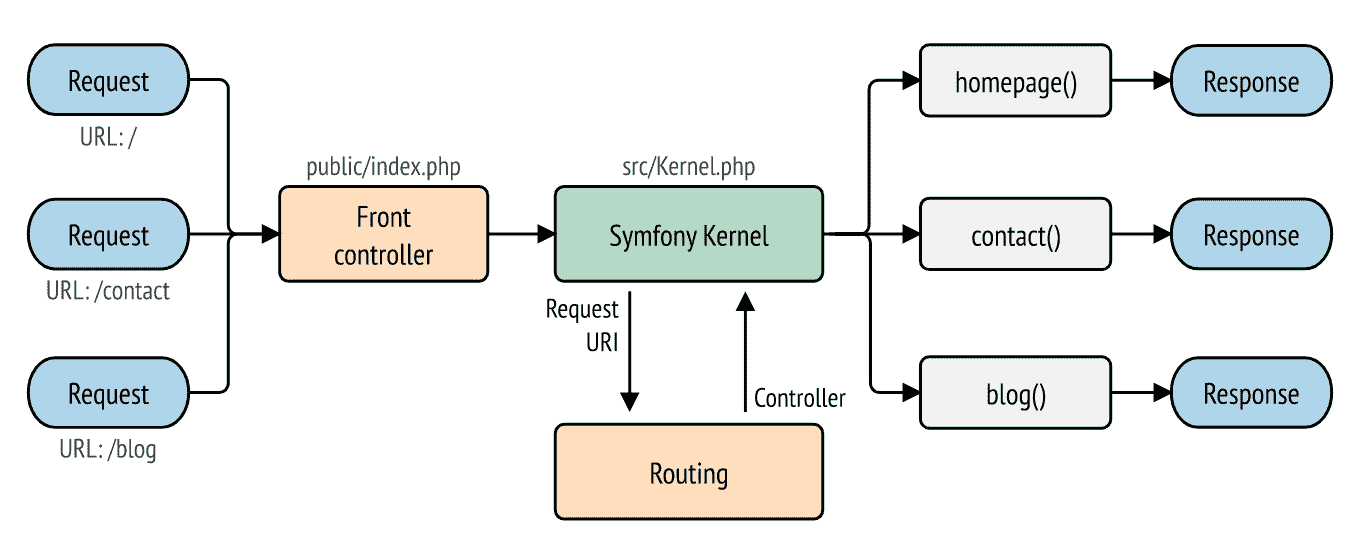 Request
URL: /
Request
URL: /contact
Request
URL: /blog
public/index.php
Front
controller
src/Kernel.php
Symfony Kernel
Request
URI
Controller
Routing
homepage()
Response
contact()
Response
blog()
Response